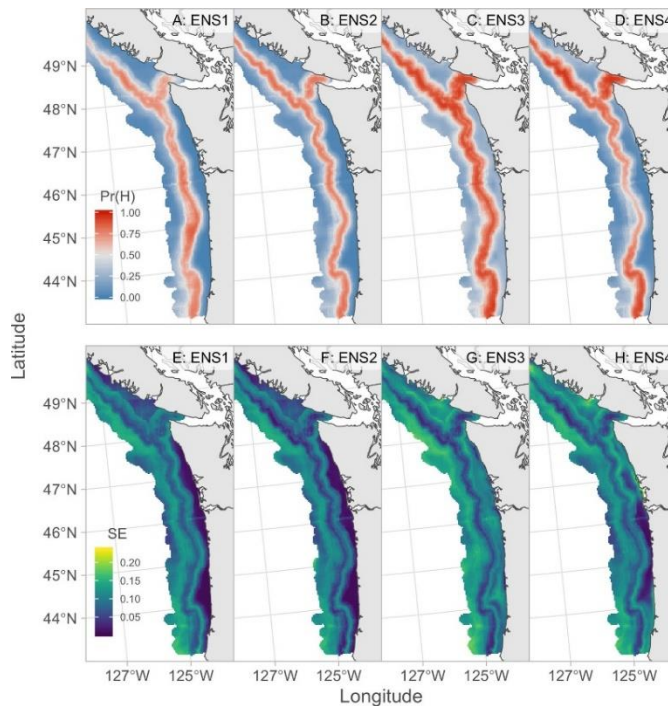 A: ENS1
B: ENS2
C: ENS3
D: ENS4
49°N
48°N
47°N
46°N
45°N
44°N
Pr(H)
1.00
0.75
0.50
0.25
0.00
Latitude
E: ENS1
F: ENS2
G: ENS3
H: ENS4
49°N
48°N
47°N
46°N
45°N
44°N
SE
0.20
0.15
0.10
0.05
127°W
125°W
127°W
125°W
127°W
125°W
127°W
125°W
Longitude